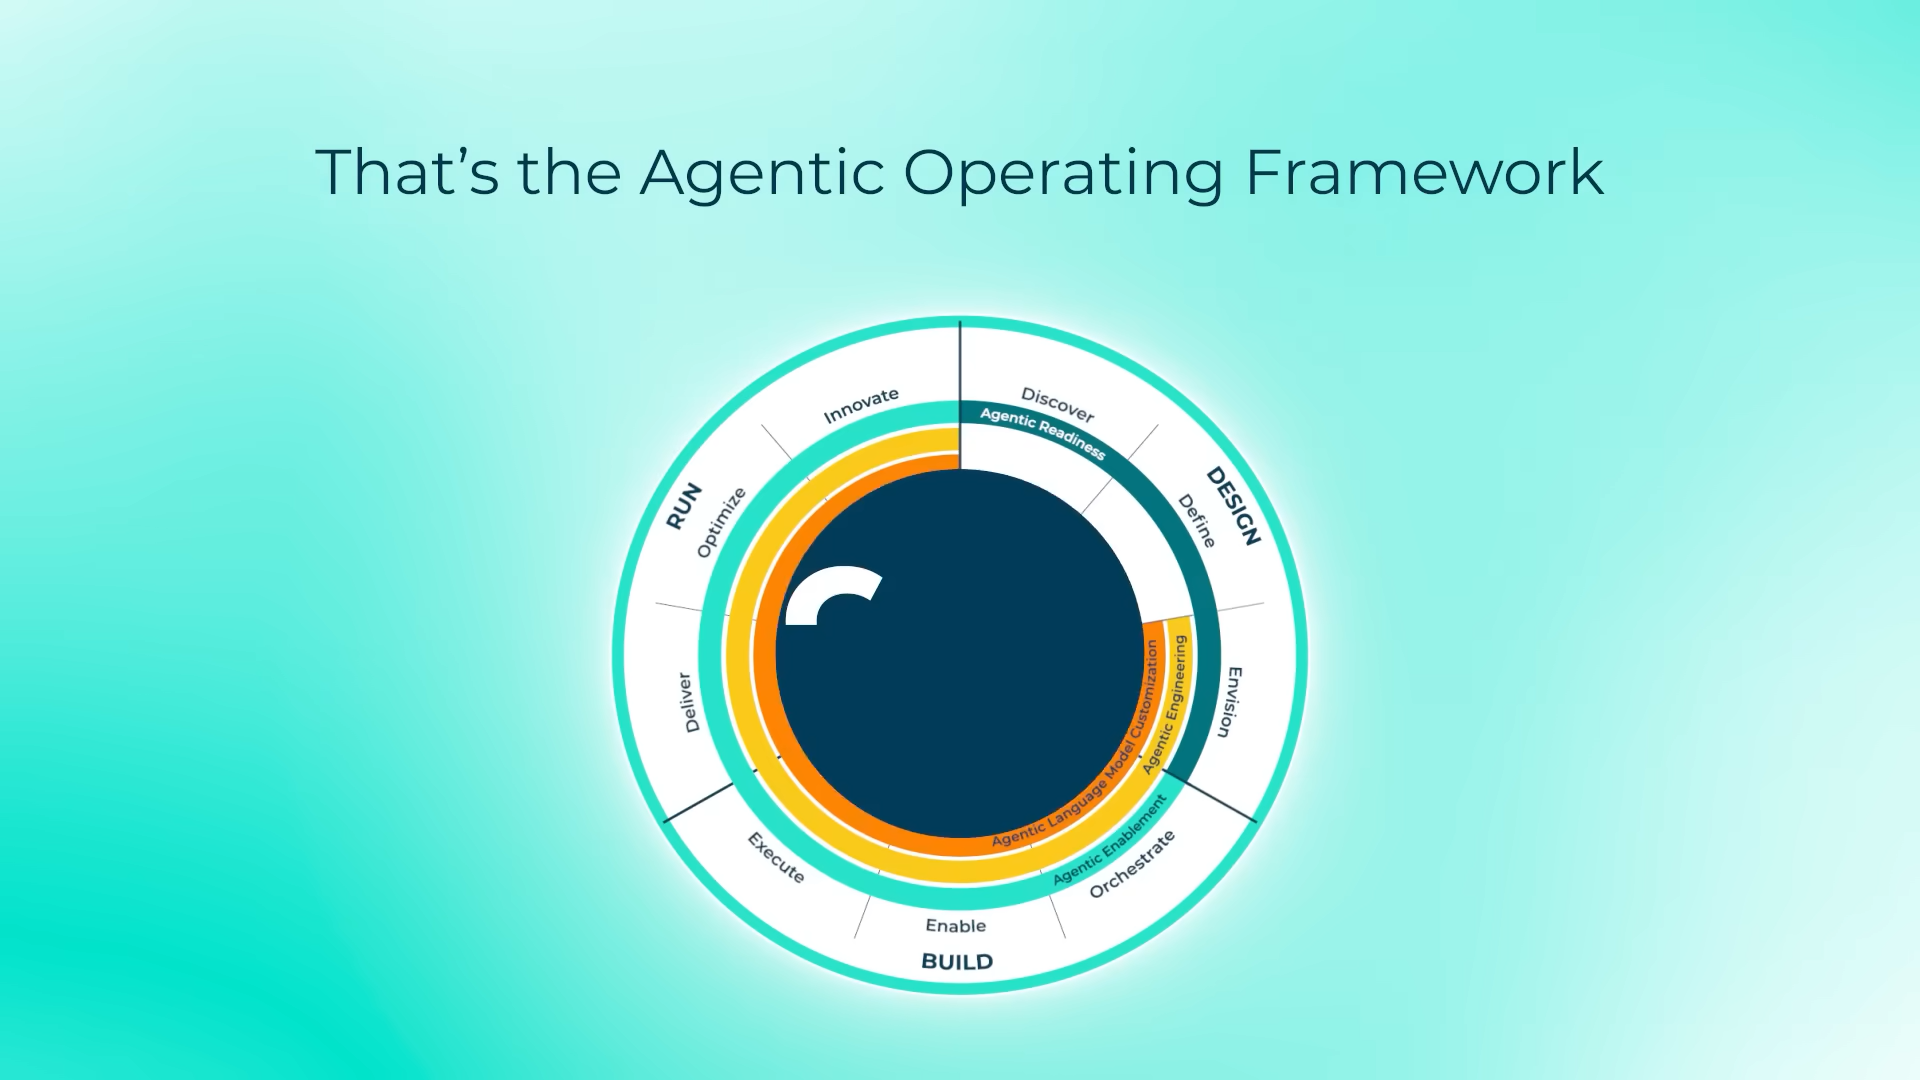 That’s the Agentic Operating Framework
Discover
Agentic Readiness
DESIGN
Define
Envision
Agentic Engineering
Agentic Language Model Customization
Agentic Enablement
Orchestrate
Enable
BUILD
Execute
Deliver
RUN
Optimize
Innovate